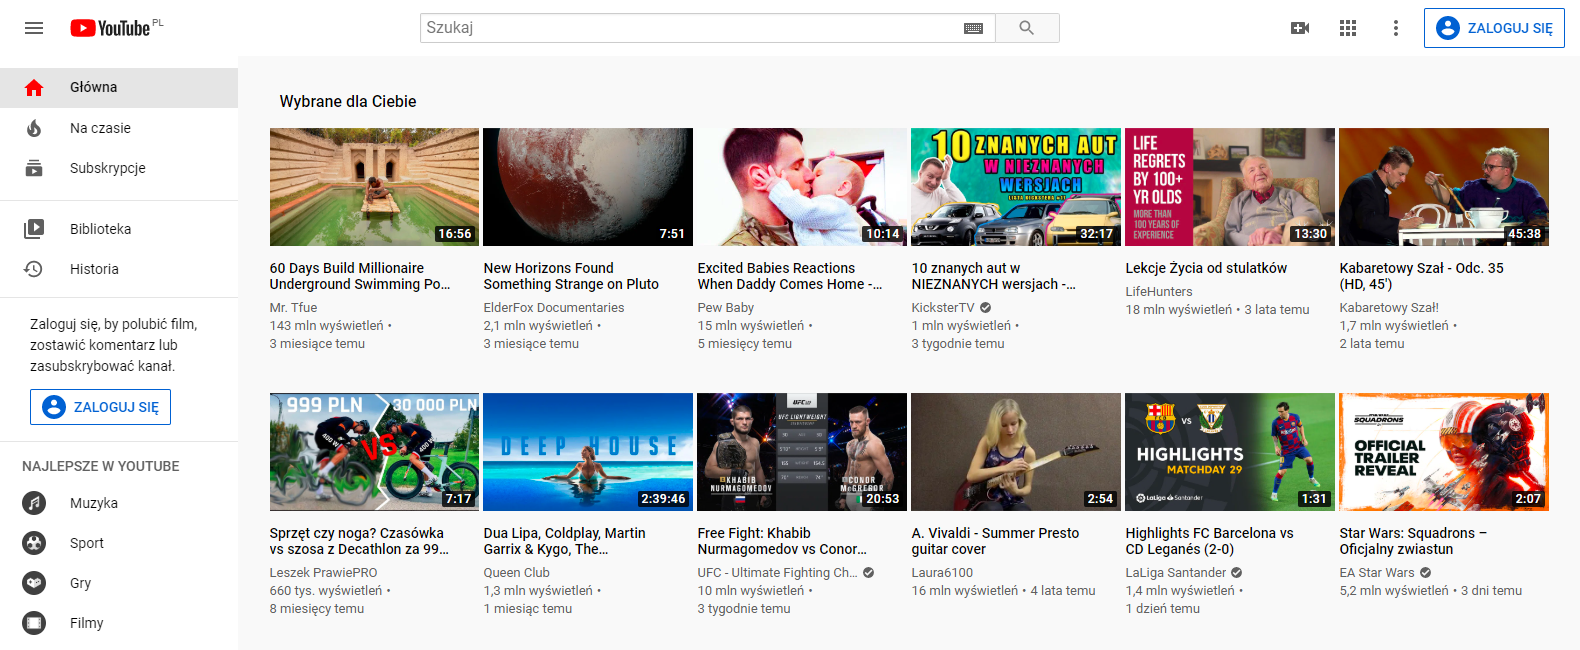 YouTube PL
Szukaj
ZALOGUJ SIĘ
Główna
Na czasie
Subskrypcje
Biblioteka
Historia
Zaloguj się, by polubić film,
zostawić komentarz lub
zasubskrybować kanał.
ZALOGUJ SIĘ
NAJLEPSZE W YOUTUBE
Muzyka
Sport
Gry
Filmy
Wybrane dla Ciebie
16:56
60 Days Build Millionaire
Underground Swimming Po...
Mr. Tfue
143 mln wyświetleń •
3 miesiące temu
7:51
New Horizons Found
Something Strange on Pluto
ElderFox Documentaries
2,1 mln wyświetleń •
3 miesiące temu
10:14
Excited Babies Reactions
When Daddy Comes Home -...
Pew Baby
15 mln wyświetleń •
5 miesięcy temu
10 ZNANYCH AUT
W NIEZNANYCH
WERSJACH
32:17
10 znanych aut w
NIEZNANYCH wersjach -...
KicksterTV
1 mln wyświetleń •
3 tygodnie temu
LIFE
REGRETS
BY 100+
YR OLDS
MORE THAN
100 YEARS OF
EXPERIENCE
13:30
Lekcje Życia od stulatków
LifeHunters
18 mln wyświetleń • 3 lata temu
45:38
Kabaretowy Szał - Odc. 35
(HD, 45')
Kabaretowy Szał!
1,7 mln wyświetleń •
2 lata temu
999 PLN
30 000 PLN
400 W
VS
400 W
7:17
Sprzęt czy noga? Czasówka
vs szosa z Decathlon za 99...
Leszek PrawiePRO
660 tys. wyświetleń •
8 miesięcy temu
DEEP HOUSE
2:39:46
Dua Lipa, Coldplay, Martin
Garrix & Kygo, The...
Queen Club
1,3 mln wyświetleń •
1 miesiąc temu
UFC
UFC LIGHTWEIGHT
KHABIB
NURMAGOMEDOV
CONOR
McGREGOR
20:53
Free Fight: Khabib
Nurmagomedov vs Conor...
UFC - Ultimate Fighting Ch...
10 mln wyświetleń •
3 tygodnie temu
2:54
A. Vivaldi - Summer Presto
guitar cover
Laura6100
16 mln wyświetleń • 4 lata temu
VS
HIGHLIGHTS
MATCHDAY 29
LaLiga Santander
1:31
Highlights FC Barcelona vs
CD Leganés (2-0)
LaLiga Santander
1,4 mln wyświetleń •
1 dzień temu
STAR WARS
SQUADRONS
OFFICIAL
TRAILER
REVEAL
2:07
Star Wars: Squadrons –
Oficjalny zwiastun
EA Star Wars
5,2 mln wyświetleń • 3 dni temu